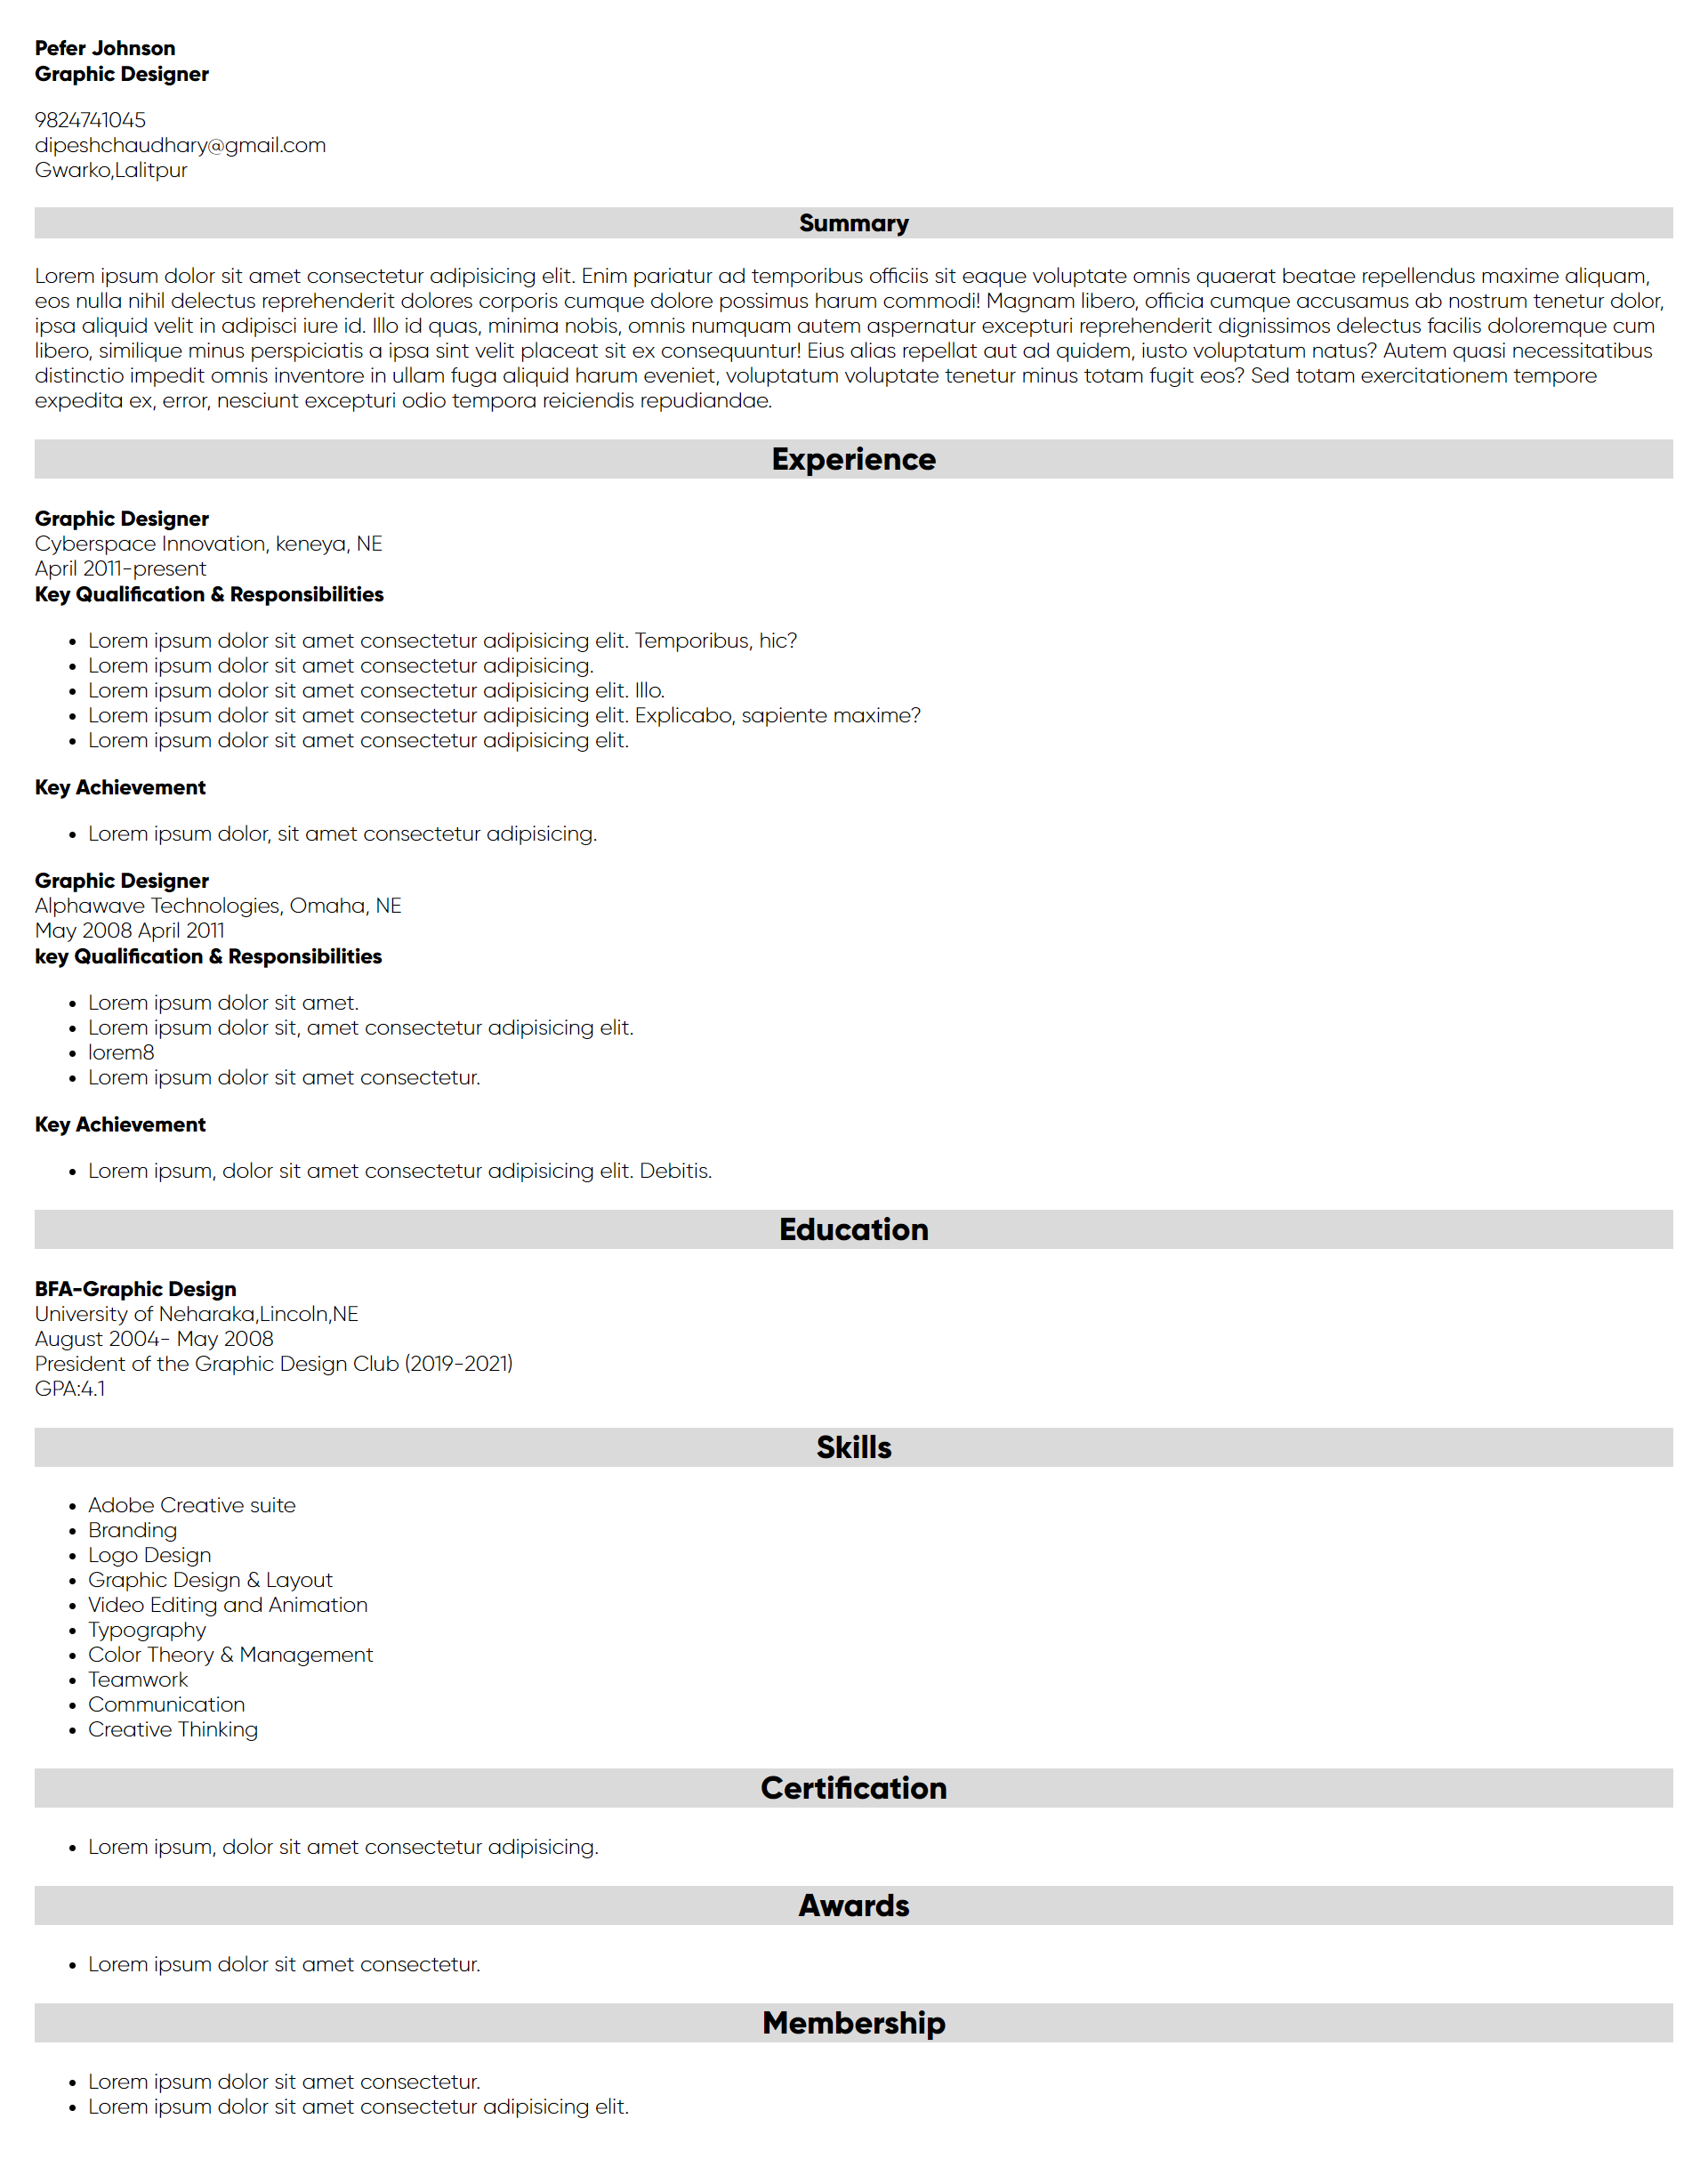 Pefer Johnson
Graphic Designer
9824741045
dipeshchaudhary@gmail.com
Gwarko,Lalitpur
Summary
Lorem ipsum dolor sit amet consectetur adipisicing elit. Enim pariatur ad temporibus officiis sit eaque voluptate omnis quaerat beatae repellendus maxime aliquam,
eos nulla nihil delectus reprehenderit dolores corporis cumque dolore possimus harum commodi! Magnam libero, officia cumque accusamus ab nostrum tenetur dolor,
ipsa aliquid velit in adipisci iure id. Illo id quas, minima nobis, omnis numquam autem aspernatur excepturi reprehenderit dignissimos delectus facilis doloremque cum
libero, similique minus perspiciatis a ipsa sint velit placeat sit ex consequuntur! Eius alias repellat aut ad quidem, iusto voluptatum natus? Autem quasi necessitatibus
distinctio impedit omnis inventore in ullam fuga aliquid harum eveniet, voluptatum voluptate tenetur minus totam fugit eos? Sed totam exercitationem tempore
expedita ex, error, nesciunt excepturi odio tempora reiciendis repudiandae.
Experience
Graphic Designer
Cyberspace Innovation, keneya, NE
April 2011-present
Key Qualification & Responsibilities
• Lorem ipsum dolor sit amet consectetur adipisicing elit. Temporibus, hic?
• Lorem ipsum dolor sit amet consectetur adipisicing.
• Lorem ipsum dolor sit amet consectetur adipisicing elit. Illo.
• Lorem ipsum dolor sit amet consectetur adipisicing elit. Explicabo, sapiente maxime?
• Lorem ipsum dolor sit amet consectetur adipisicing elit.
Key Achievement
• Lorem ipsum dolor, sit amet consectetur adipisicing.
Graphic Designer
Alphawave Technologies, Omaha, NE
May 2008 April 2011
key Qualification & Responsibilities
• Lorem ipsum dolor sit amet.
• Lorem ipsum dolor sit, amet consectetur adipisicing elit.
• lorem8
• Lorem ipsum dolor sit amet consectetur.
Key Achievement
• Lorem ipsum, dolor sit amet consectetur adipisicing elit. Debitis.
Education
BFA-Graphic Design
University of Neharaka,Lincoln,NE
August 2004- May 2008
President of the Graphic Design Club (2019-2021)
GPA:4.1
Skills
• Adobe Creative suite
• Branding
• Logo Design
• Graphic Design & Layout
• Video Editing and Animation
• Typography
• Color Theory & Management
• Teamwork
• Communication
• Creative Thinking
Certification
• Lorem ipsum, dolor sit amet consectetur adipisicing.
Awards
• Lorem ipsum dolor sit amet consectetur.
Membership
• Lorem ipsum dolor sit amet consectetur.
• Lorem ipsum dolor sit amet consectetur adipisicing elit.